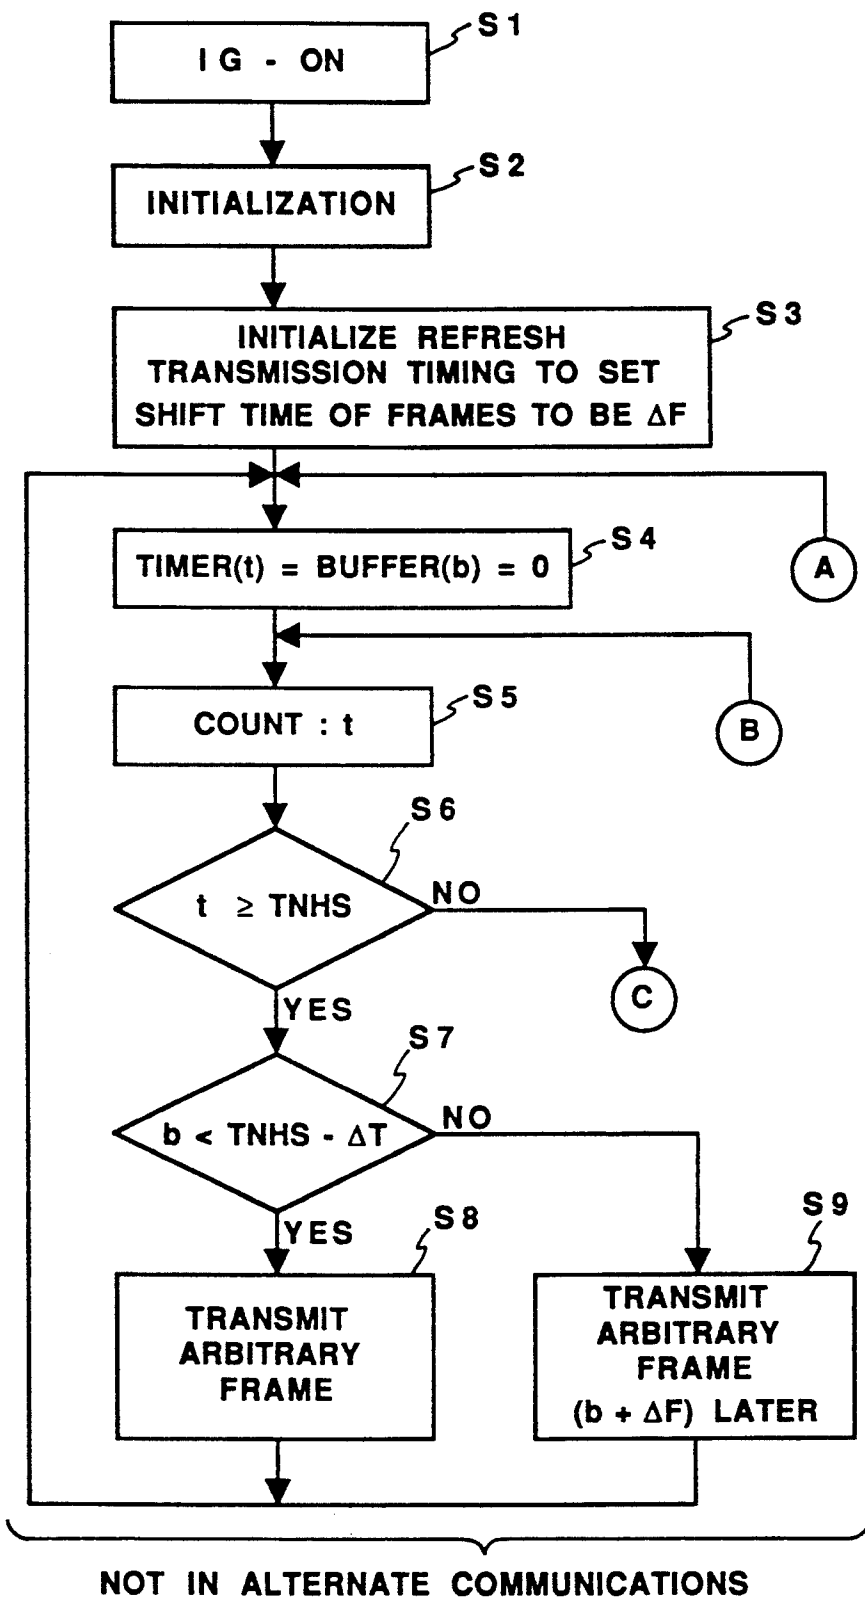 S1
IG - ON
S2
INITIALIZATION
S3
INITIALIZE REFRESH
TRANSMISSION TIMING TO SET
SHIFT TIME OF FRAMES TO BE ΔF
S4
TIMER(t) = BUFFER(b) = 0
A
S5
COUNT : t
B
S6
t ≥ TNHS
NO
C
YES
S7
b < TNHS - ΔT
NO
YES
S8
TRANSMIT
ARBITRARY
FRAME
S9
TRANSMIT
ARBITRARY
FRAME
(b + ΔF) LATER
NOT IN ALTERNATE COMMUNICATIONS